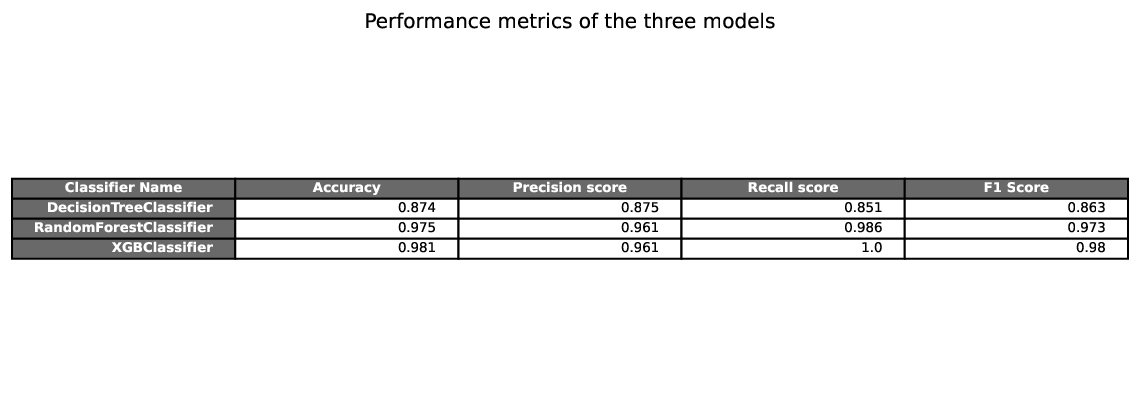 Performance metrics of the three models
Classifier Name Accuracy Precision score Recall score F1 Score
DecisionTreeClassifier 0.874 0.875 0.851 0.863
RandomForestClassifier 0.975 0.961 0.986 0.973
XGBClassifier 0.981 0.961 1.0 0.98